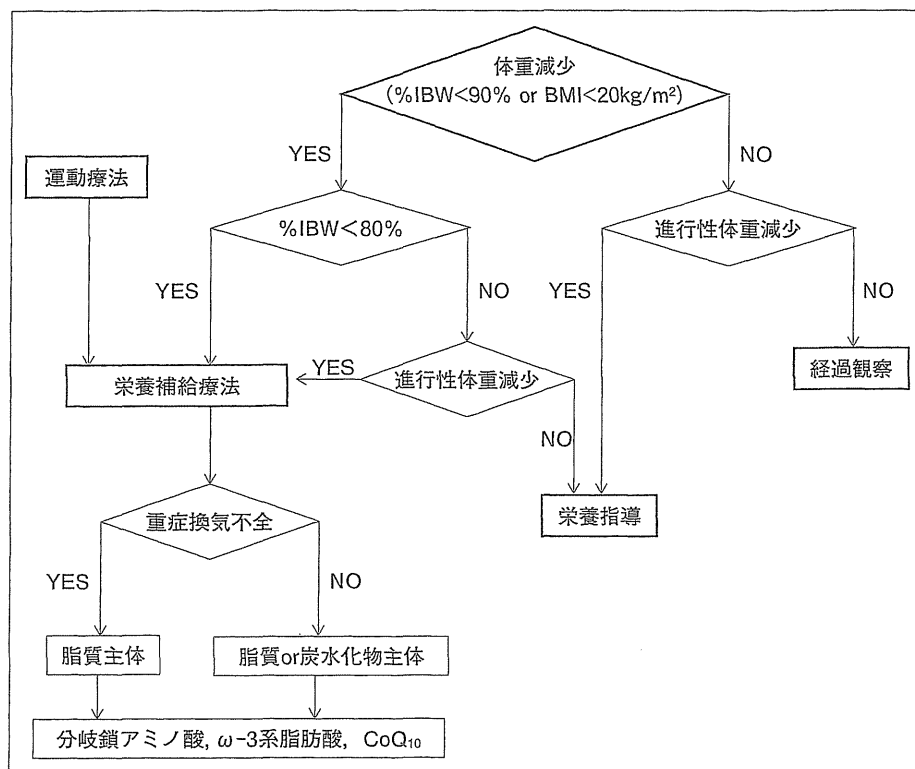 体重減少
(%IBW<90% or BMI<20kg/m²)
YES
NO
運動療法
%IBW<80%
進行性体重減少
YES
NO
YES
NO
栄養補給療法
YES
進行性体重減少
経過観察
NO
重症換気不全
栄養指導
YES
NO
脂質主体
脂質or炭水化物主体
分岐鎖アミノ酸, ω-3系脂肪酸, CoQ₁₀